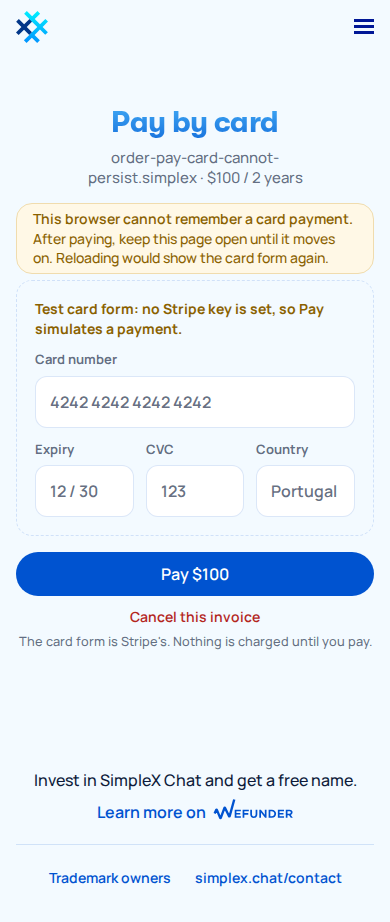 Pay by card
order-pay-card-cannot-
persist.simplex · $100 / 2 years
This browser cannot remember a card payment.
After paying, keep this page open until it moves
on. Reloading would show the card form again.
Test card form: no Stripe key is set, so Pay
simulates a payment.
Card number
4242 4242 4242 4242
Expiry CVC Country
12 / 30 123 Portugal
Pay $100
Cancel this invoice
The card form is Stripe's. Nothing is charged until you pay.
Invest in SimpleX Chat and get a free name.
Learn more on WEFUNDER
Trademark owners simplex.chat/contact